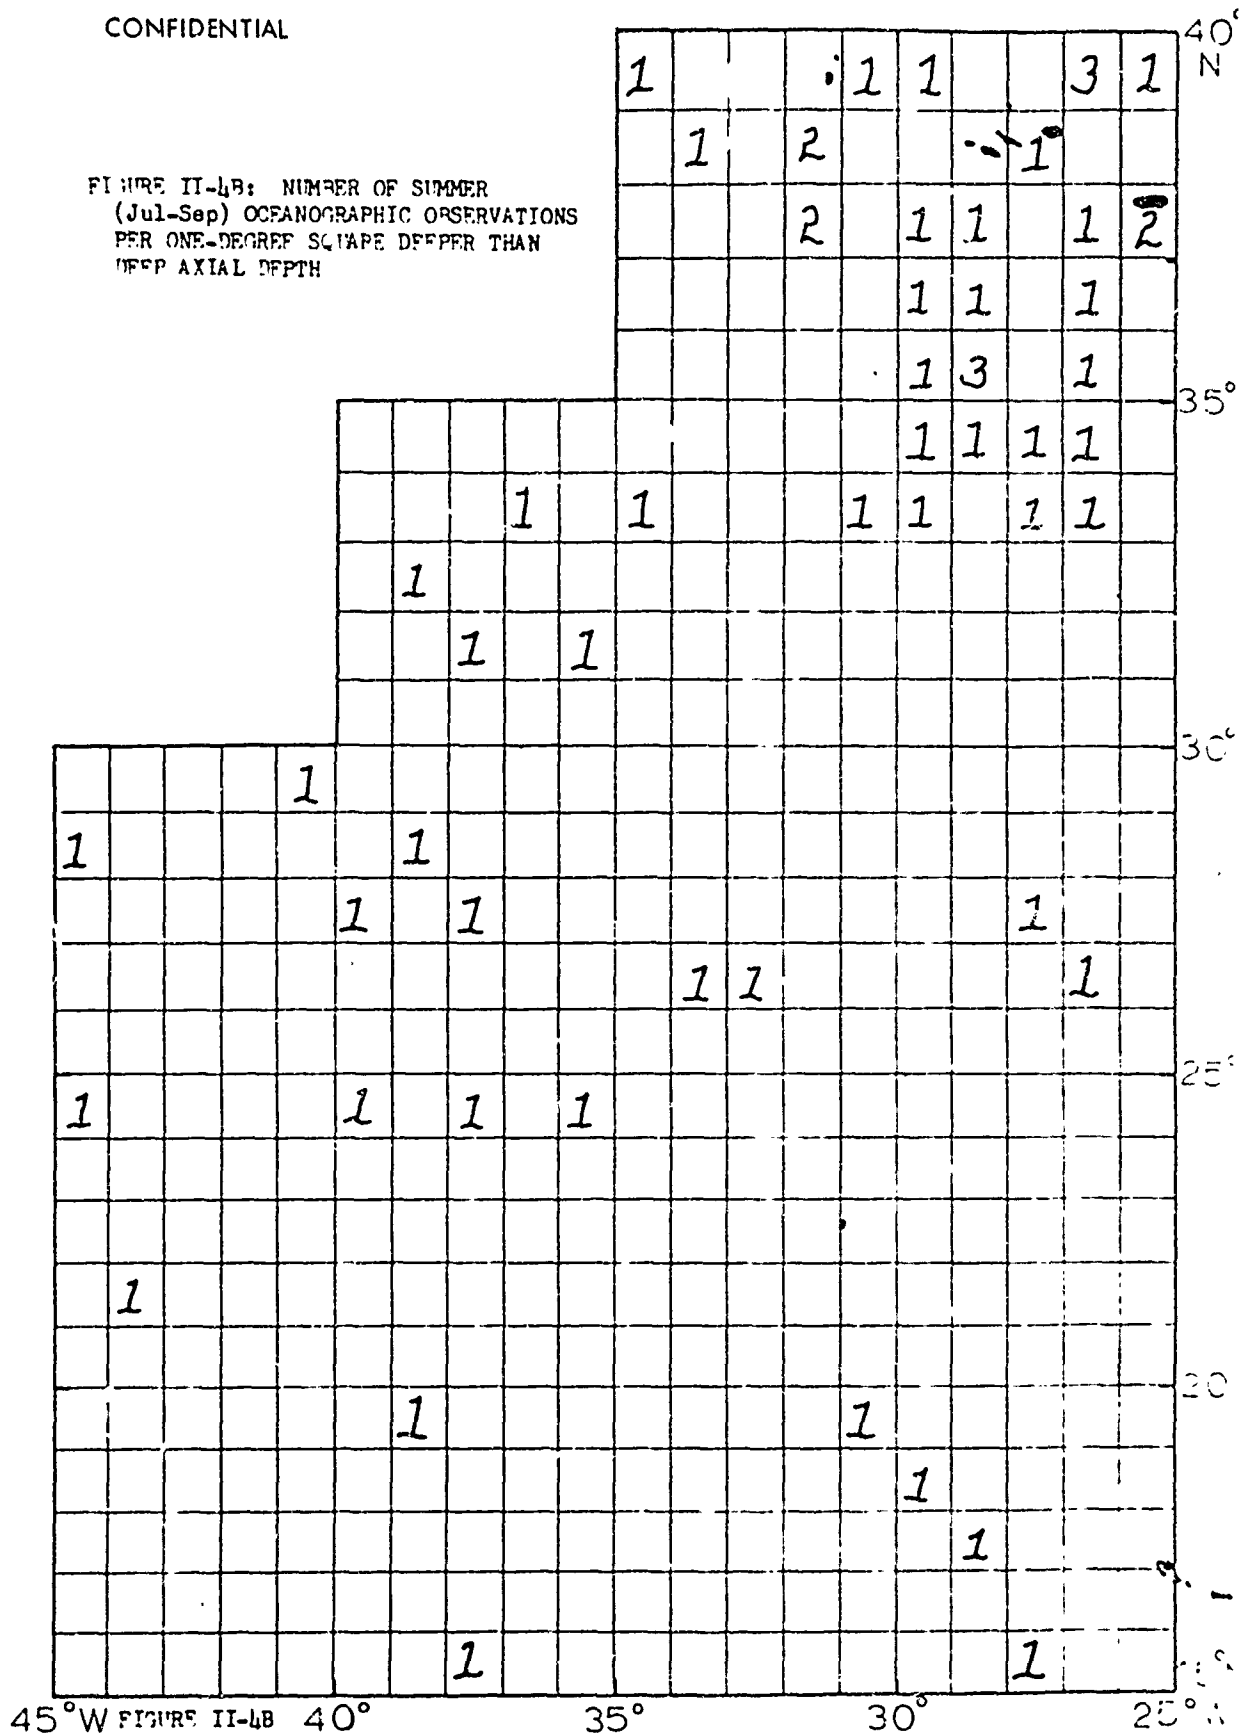 CONFIDENTIAL
40°
N
1 1 1 3 1
1 2 1
FIGURE II-4B: NUMBER OF SUMMER
(Jul-Sep) OCEANOGRAPHIC OBSERVATIONS
PER ONE-DEGREE SQUARE DEEPER THAN
DEEP AXIAL DEPTH
2 1 1 1 2
1 1 1
1 3 1
35°
1 1 1 1
1 1 1 1 1 1
1
1 1
30°
1
1 1
1 1 1
1 1 1
25°
1 1 1 1
1
20
1 1
1
1
1 1
45°W FIGURE II-4B 40° 35° 30° 25°